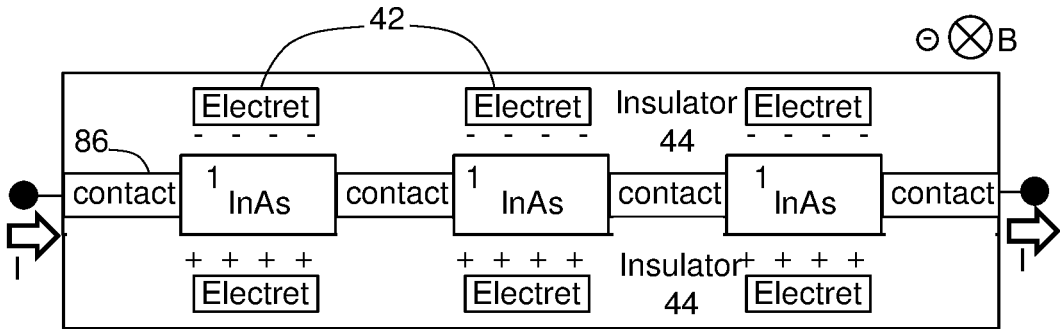 42
⊖ ⊗ B
Electret Electret Insulator Electret
- - - - - - - - 44 - - - -
86
contact 1 InAs contact 1 InAs contact 1 InAs contact
I I
+ + + + + + + + Insulator + + + +
Electret Electret 44 Electret